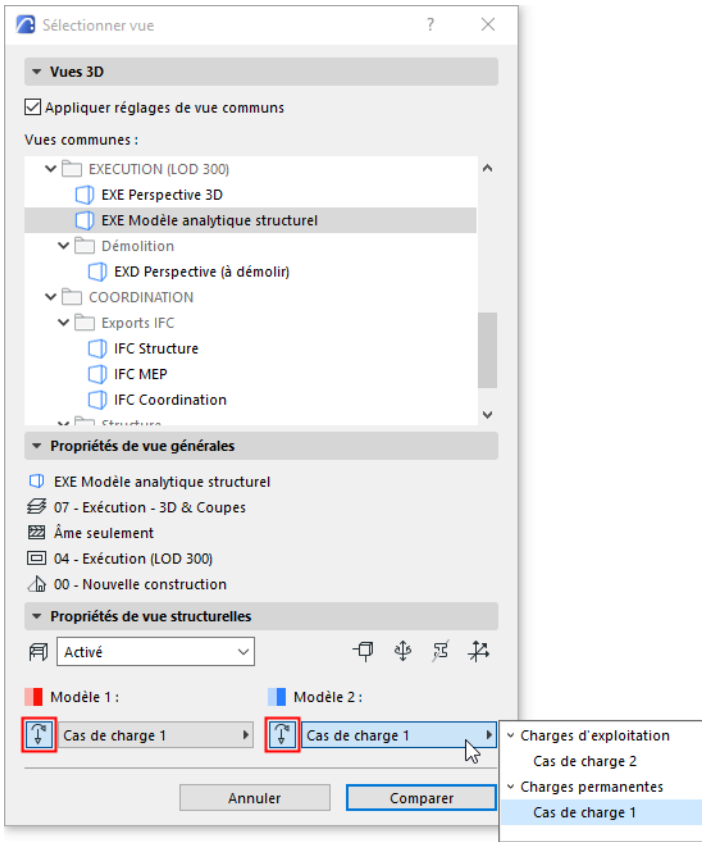 Sélectionner vue ?
Vues 3D
Appliquer réglages de vue communs
Vues communes :
EXECUTION (LOD 300)
EXE Perspective 3D
EXE Modèle analytique structurel
Démolition
EXD Perspective (à démolir)
COORDINATION
Exports IFC
IFC Structure
IFC MEP
IFC Coordination
Structure
Propriétés de vue générales
EXE Modèle analytique structurel
07 - Exécution - 3D & Coupes
Âme seulement
04 - Exécution (LOD 300)
00 - Nouvelle construction
Propriétés de vue structurelles
Activé
Modèle 1 : Modèle 2 :
Cas de charge 1 Cas de charge 1
Charges d'exploitation
Cas de charge 2
Charges permanentes
Cas de charge 1
Annuler Comparer